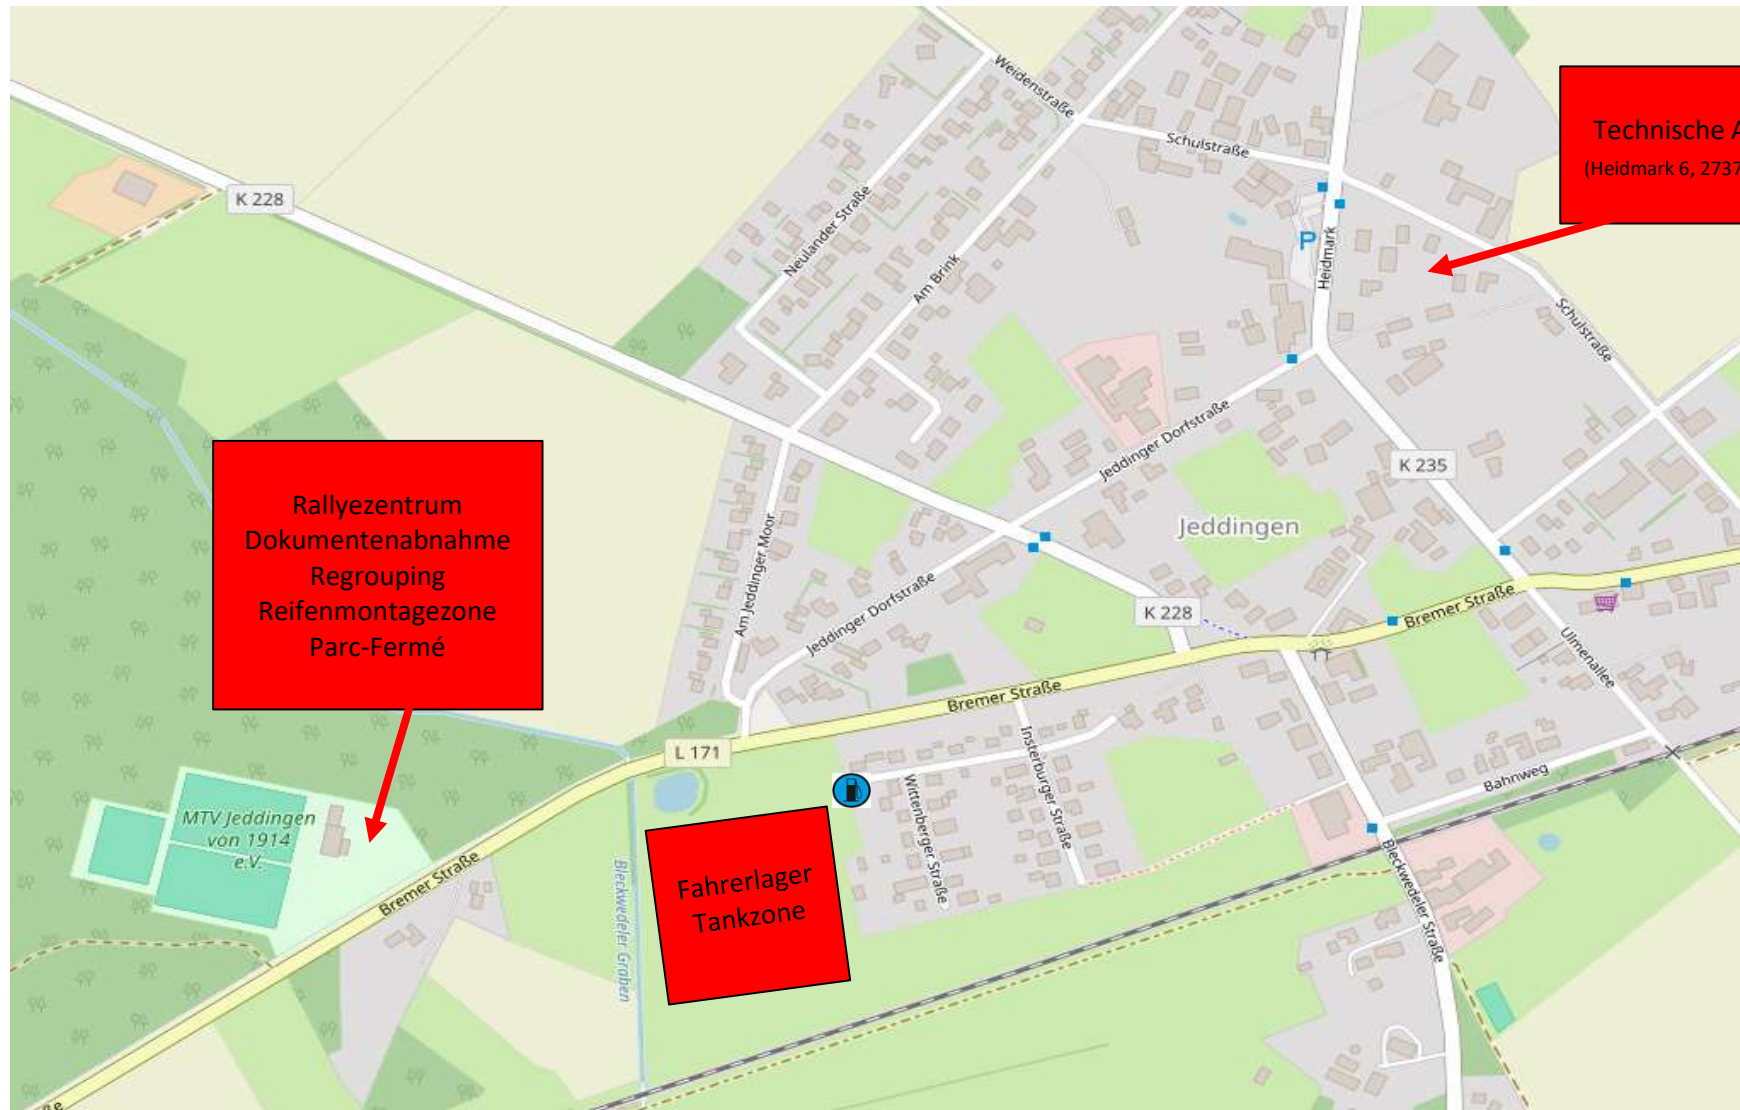 Weidenstraße
Schulstraße
Technische A
(Heidmark 6, 2737
K 228
Neulander Straße
Am Brink
P
Heidmark
Schulstraße
Jeddinger Dorfstraße
K 235
Rallyezentrum
Dokumentenabnahme
Regrouping
Reifenmontagezone
Parc-Fermé
Jeddingen
Am Jeddinger Moor
Jeddinger Dorfstraße
K 228
Bremer Straße
Ulmenallee
Bremer Straße
L 171
Insterburger Straße
Wittenberger Straße
Bahnweg
MTV Jeddingen
von 1914
e.V.
Bremer Straße
Bleckwedeler Graben
Fahrerlager
Tankzone
Bleckwedeler Straße
aße